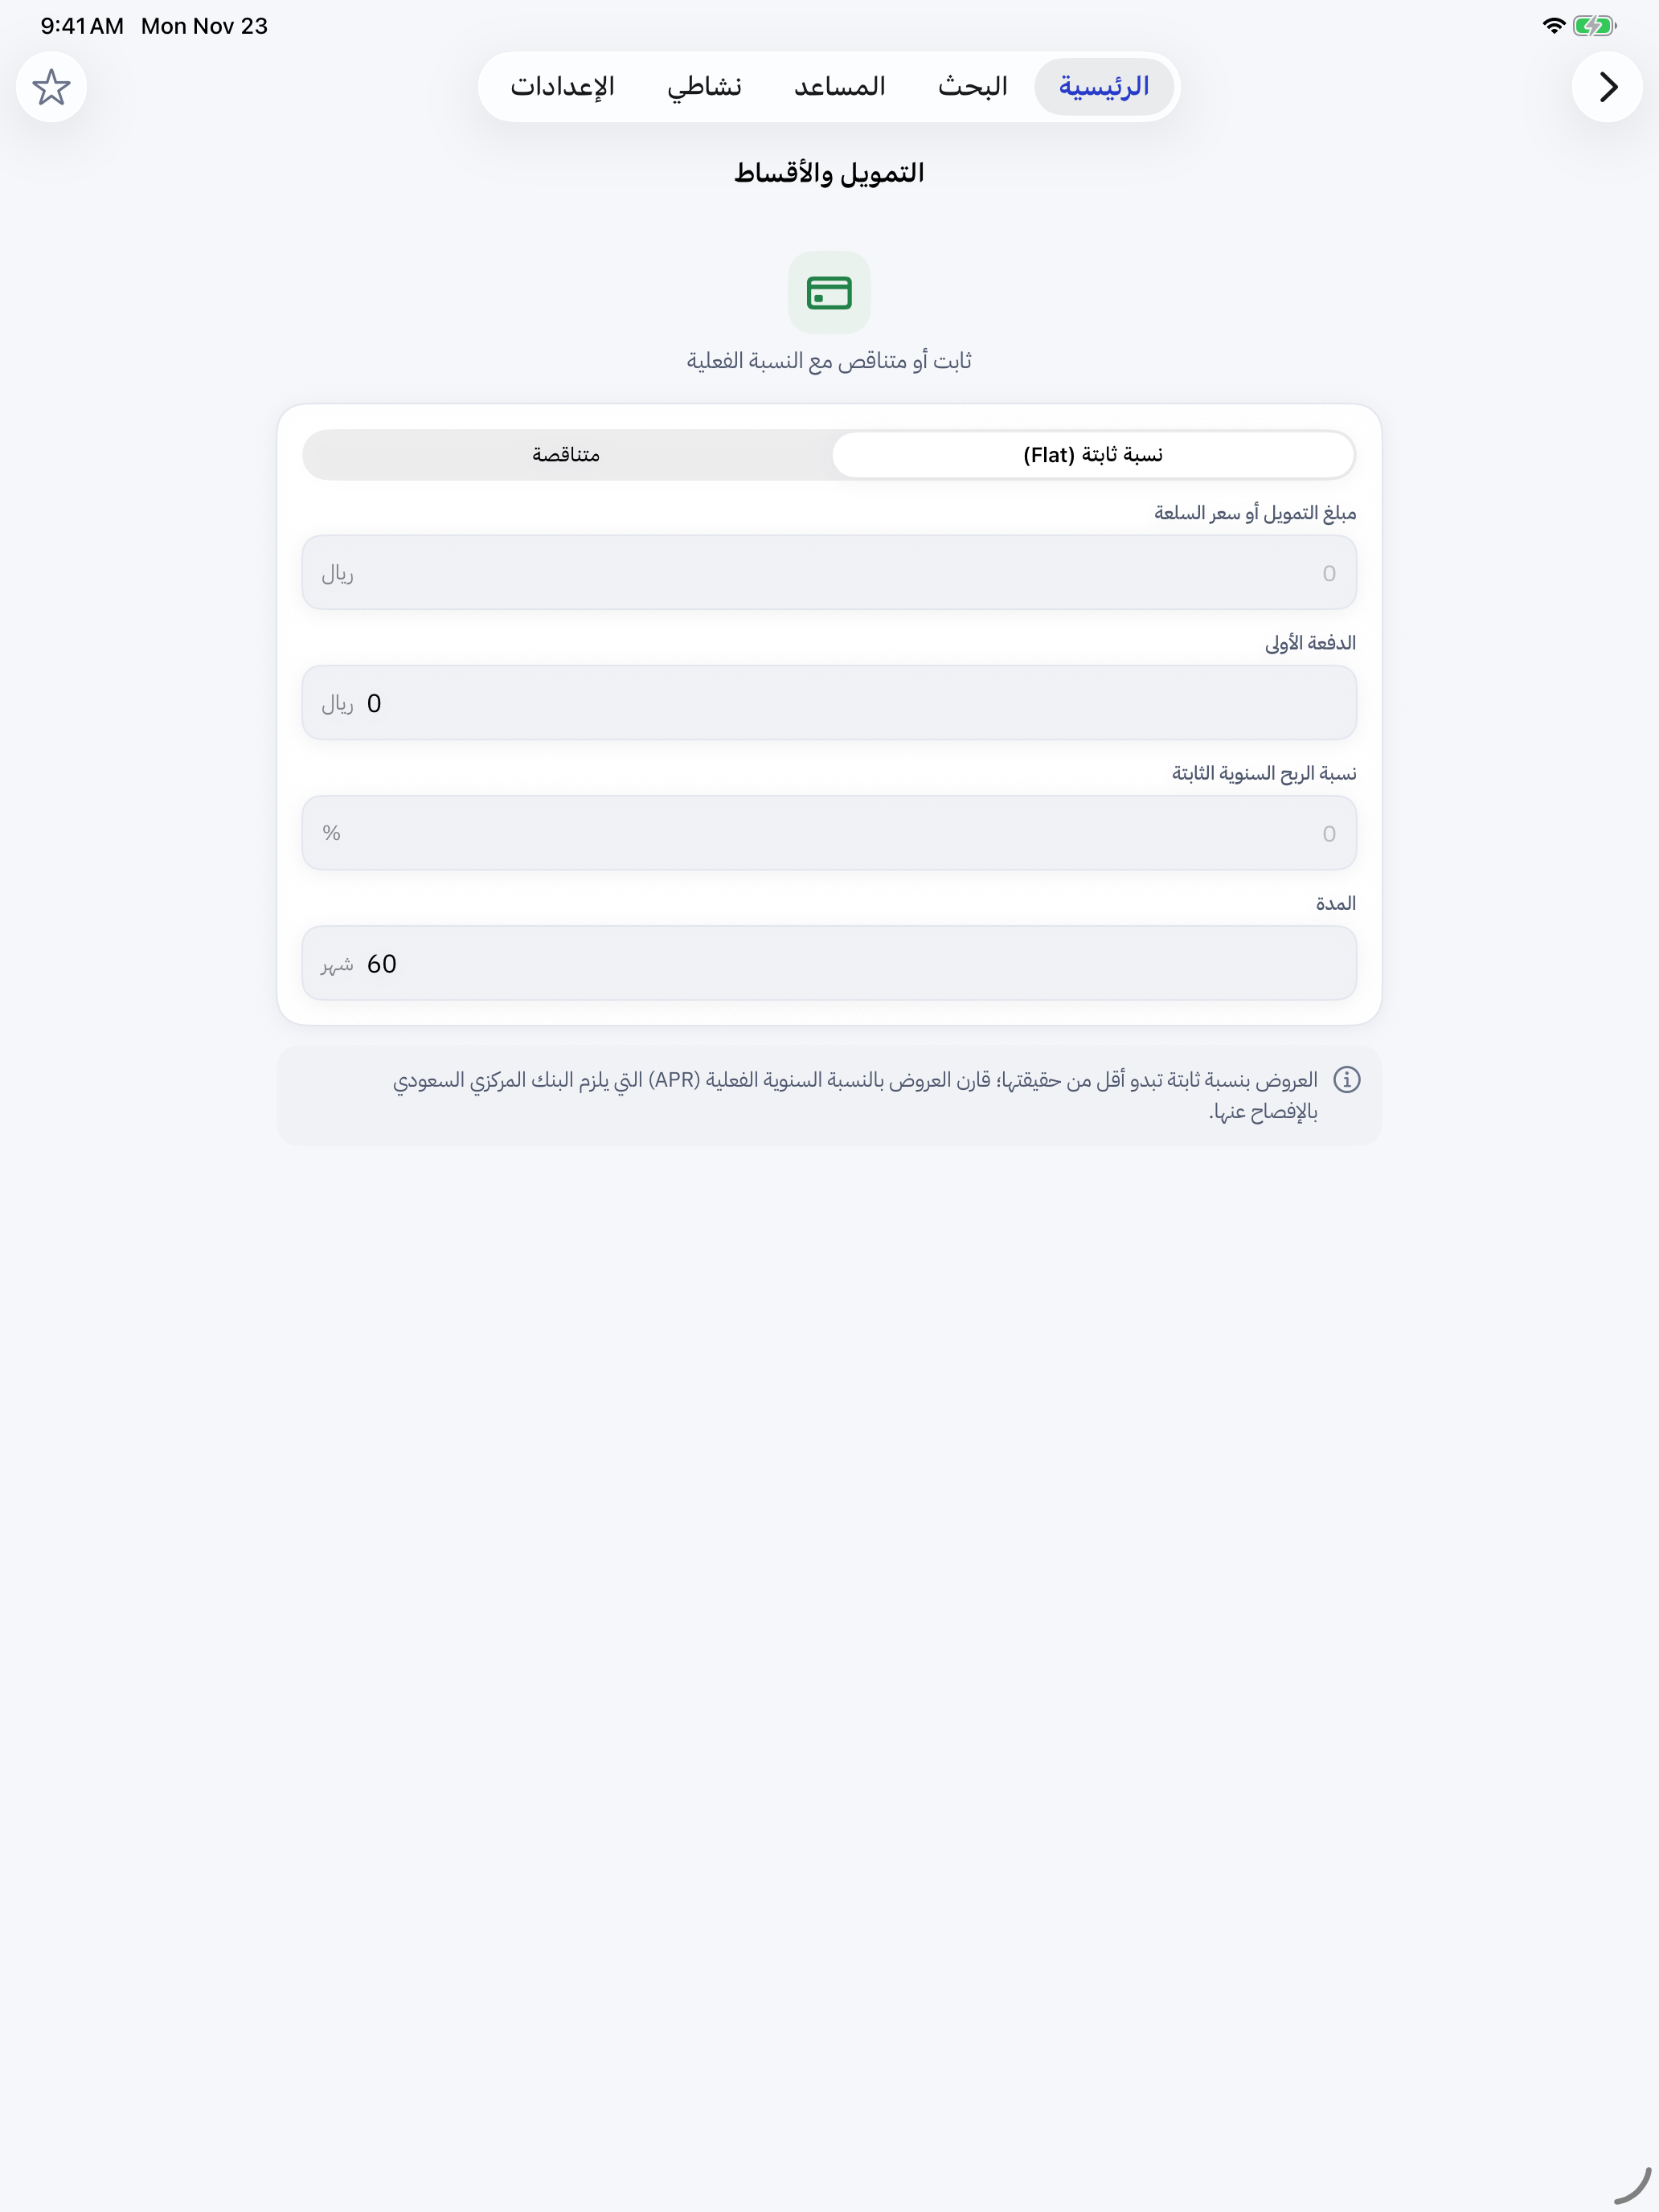 9:41 AM Mon Nov 23
الرئيسية البحث المساعد نشاطي الإعدادات
التمويل والأقساط
ثابت أو متناقص مع النسبة الفعلية
نسبة ثابتة (Flat) متناقصة
مبلغ التمويل أو سعر السلعة
0 ريال
الدفعة الأولى
0 ريال
نسبة الربح السنوية الثابتة
0 %
المدة
60 شهر
العروض بنسبة ثابتة تبدو أقل من حقيقتها؛ قارن العروض بالنسبة السنوية الفعلية (APR) التي يلزم البنك المركزي السعودي
بالإفصاح عنها.